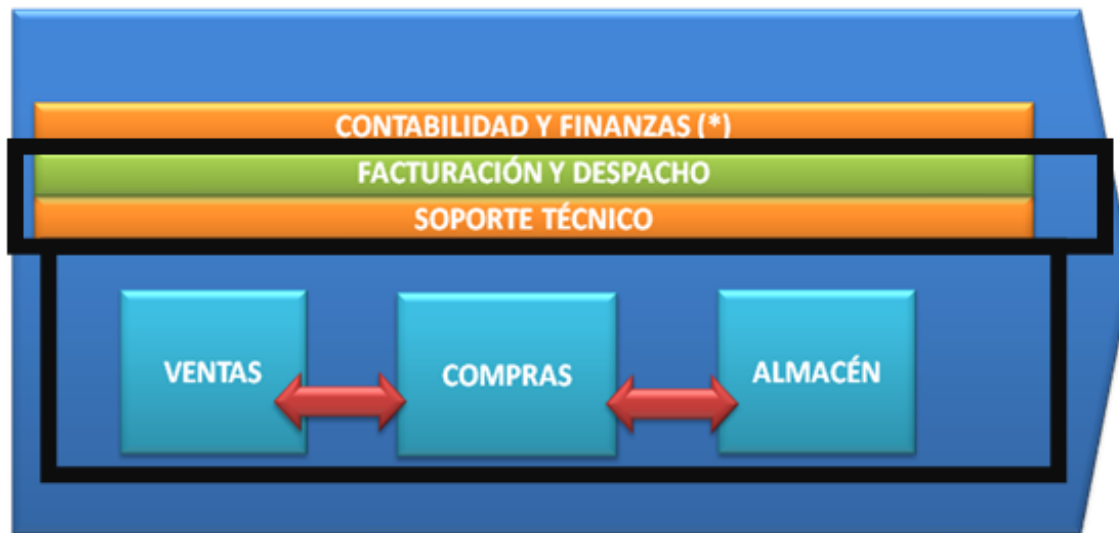 CONTABILIDAD Y FINANZAS (*)
FACTURACIÓN Y DESPACHO
SOPORTE TÉCNICO
VENTAS
COMPRAS
ALMACÉN